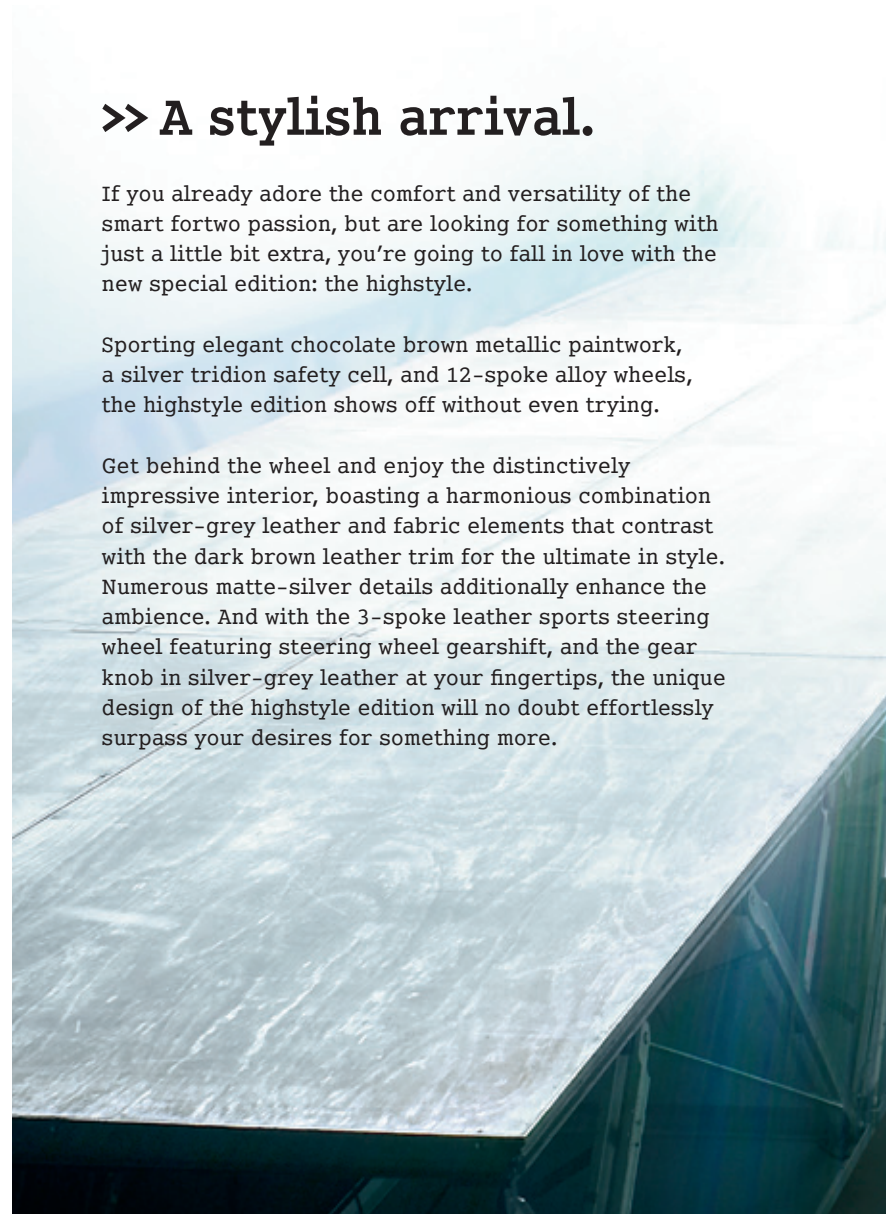 >> A stylish arrival.
If you already adore the comfort and versatility of the
smart fortwo passion, but are looking for something with
just a little bit extra, you’re going to fall in love with the
new special edition: the highstyle.
Sporting elegant chocolate brown metallic paintwork,
a silver tridion safety cell, and 12-spoke alloy wheels,
the highstyle edition shows off without even trying.
Get behind the wheel and enjoy the distinctively
impressive interior, boasting a harmonious combination
of silver-grey leather and fabric elements that contrast
with the dark brown leather trim for the ultimate in style.
Numerous matte-silver details additionally enhance the
ambience. And with the 3-spoke leather sports steering
wheel featuring steering wheel gearshift, and the gear
knob in silver-grey leather at your fingertips, the unique
design of the highstyle edition will no doubt effortlessly
surpass your desires for something more.